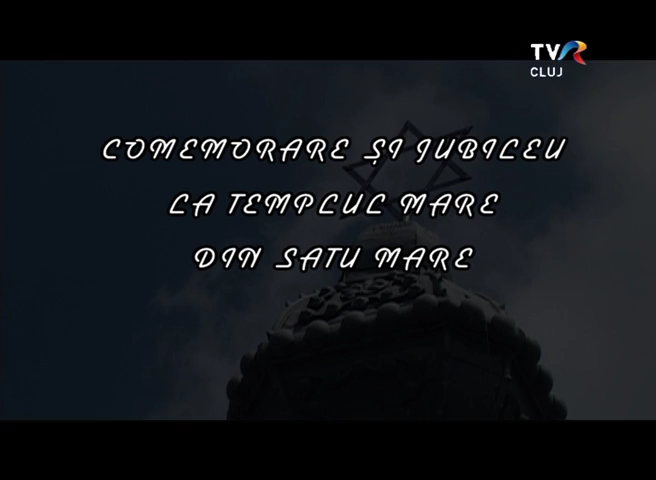 TVR
CLUJ
COMEMORARE ȘI JUBILEU
LA TEMPLUL MARE
DIN SATU MARE